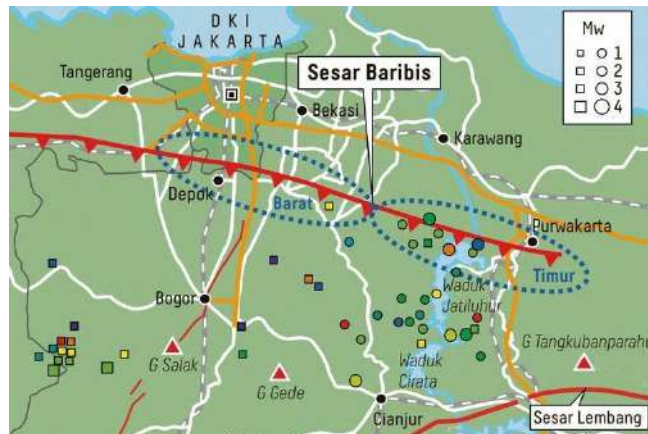 DKI
JAKARTA
Mw
1
2
3
4
Tangerang
Sesar Baribis
Bekasi
Karawang
Depok
Barat
Purwakarta
Timur
Waduk
Jatiluhur
Bogor
G Salak
G Gede
Waduk
Cirata
G Tangkubanparahu
Cianjur
Sesar Lembang